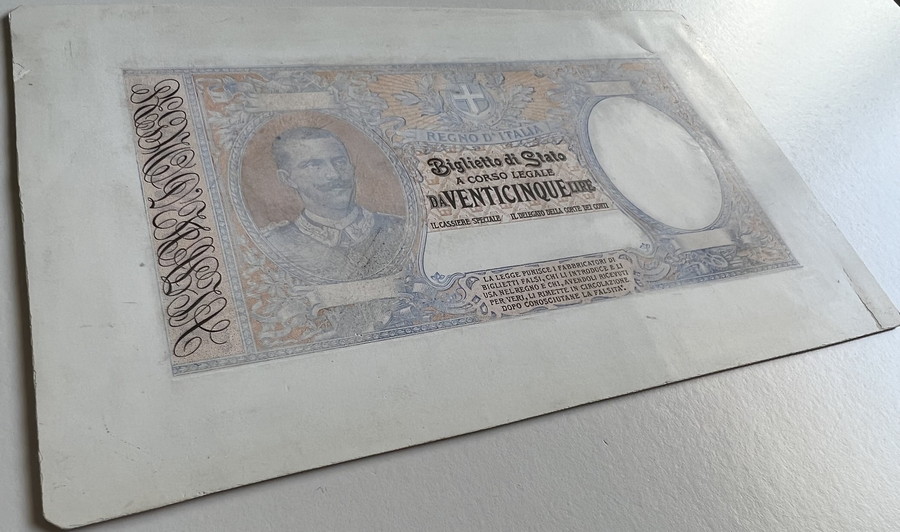 REGNO D'ITALIA
Biglietto di Stato
A CORSO LEGALE
DA VENTICINQUE LIRE
IL CASSIERE SPECIALE IL DELEGATO DELLA CORTE DEI CONTI
LA LEGGE PUNISCE I FABBRICATORI DI
BIGLIETTI FALSI, CHI LI INTRODUCE E LI
USA NEL REGNO E CHI, AVENDOLI RICEVUTI
PER VERI, LI RIMETTE IN CIRCOLAZIONE
DOPO CONOSCIUTANE LA FALSITÀ.